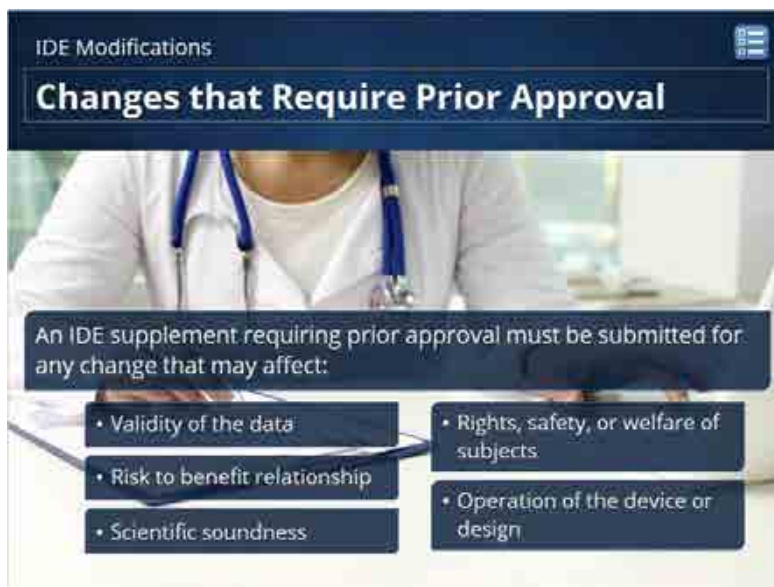 IDE Modifications
Changes that Require Prior Approval
An IDE supplement requiring prior approval must be submitted for
any change that may affect:
• Validity of the data
• Risk to benefit relationship
• Scientific soundness
• Rights, safety, or welfare of
subjects
• Operation of the device or
design